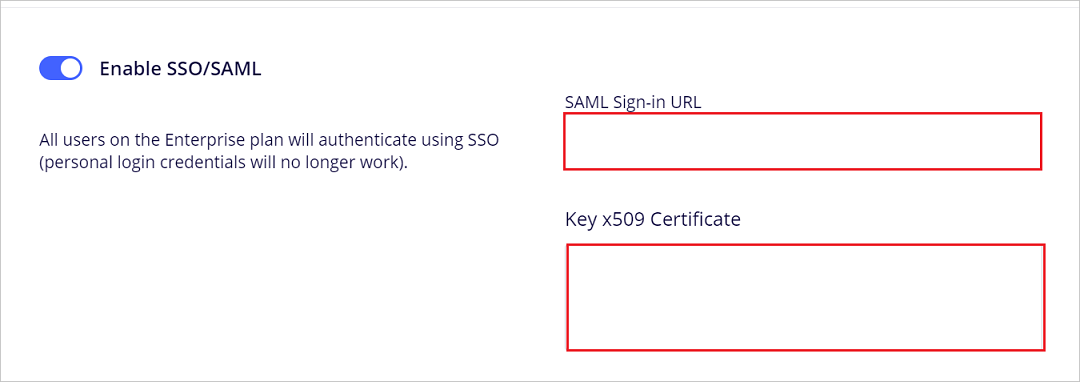 Enable SSO/SAML
All users on the Enterprise plan will authenticate using SSO
(personal login credentials will no longer work).
SAML Sign-in URL
Key x509 Certificate